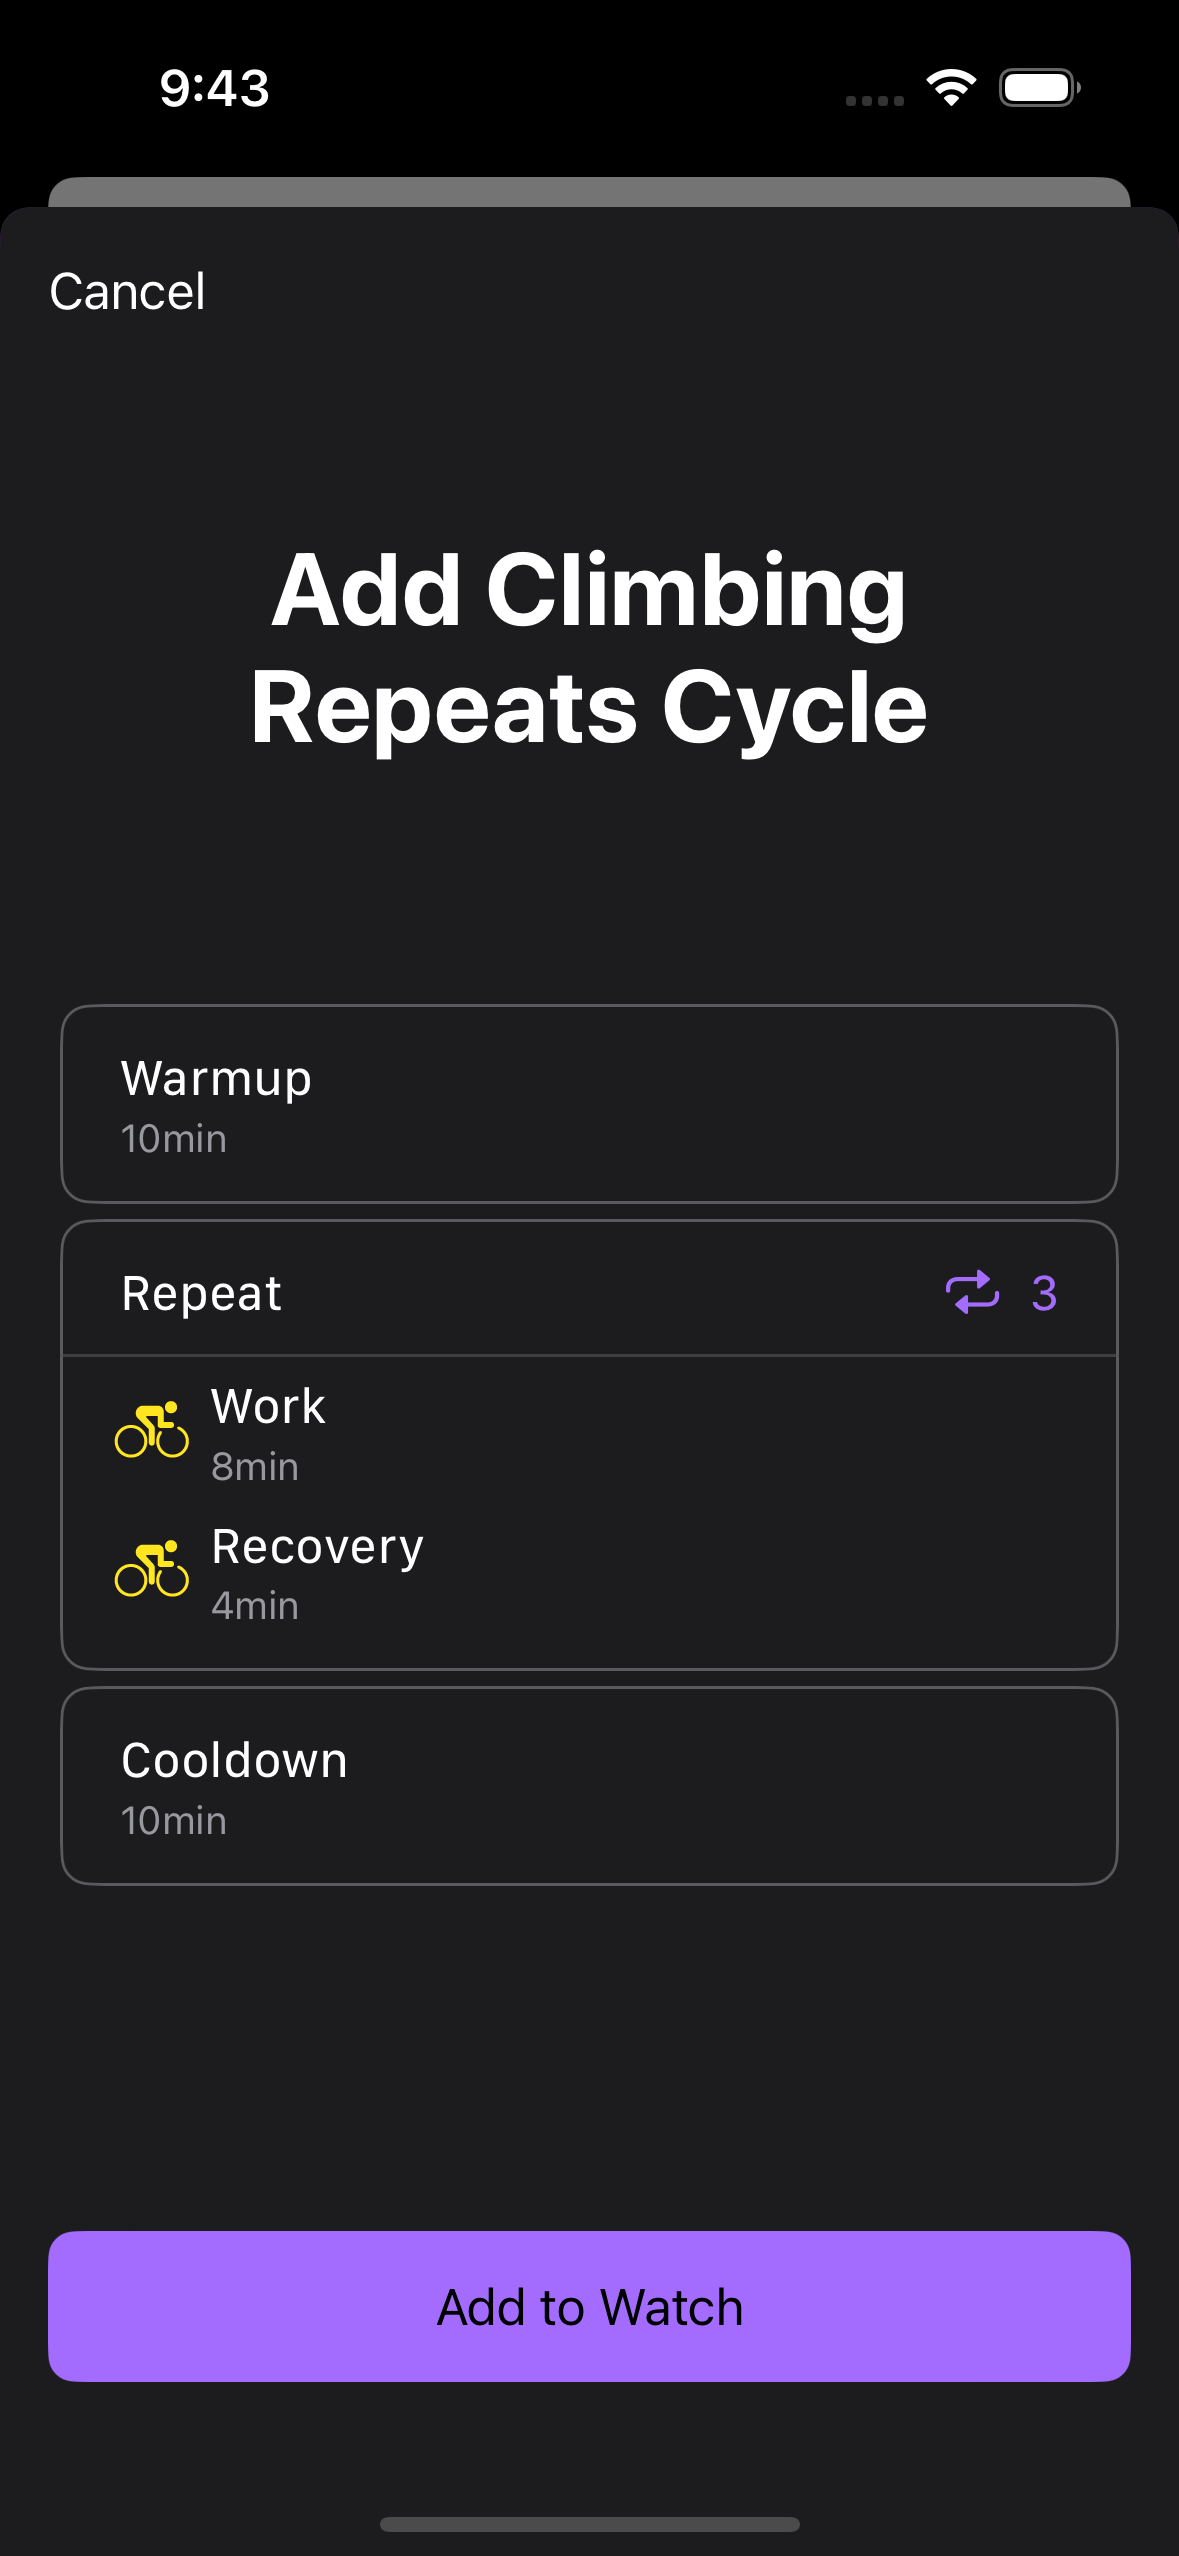 9:43
Cancel
Add Climbing
Repeats Cycle
Warmup
10min
Repeat 3
Work
8min
Recovery
4min
Cooldown
10min
Add to Watch